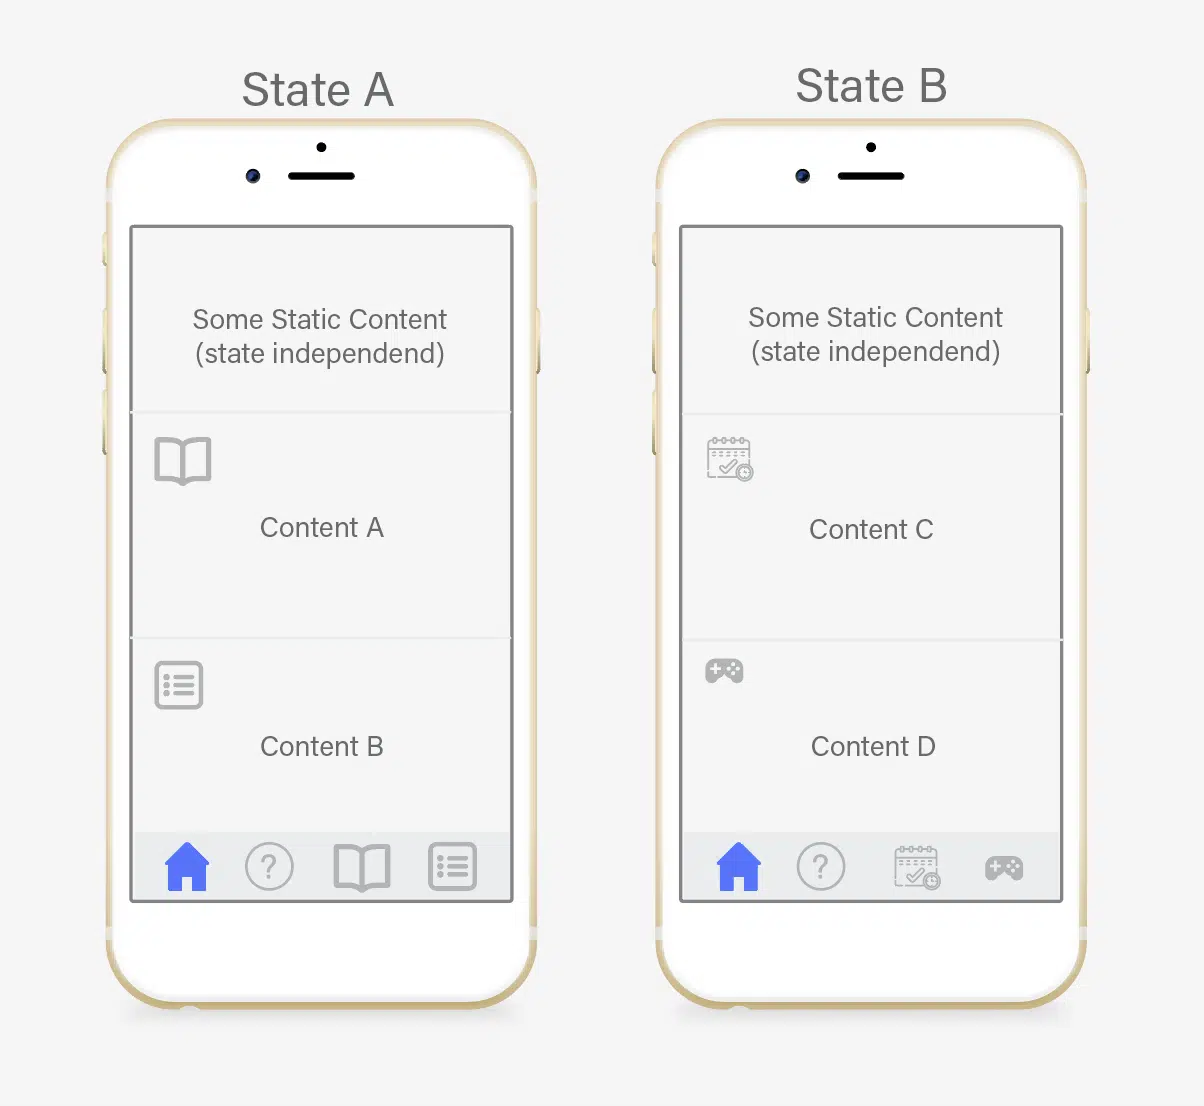 State A
Some Static Content
(state independend)
Content A
Content B
?
State B
Some Static Content
(state independend)
Content C
Content D
?